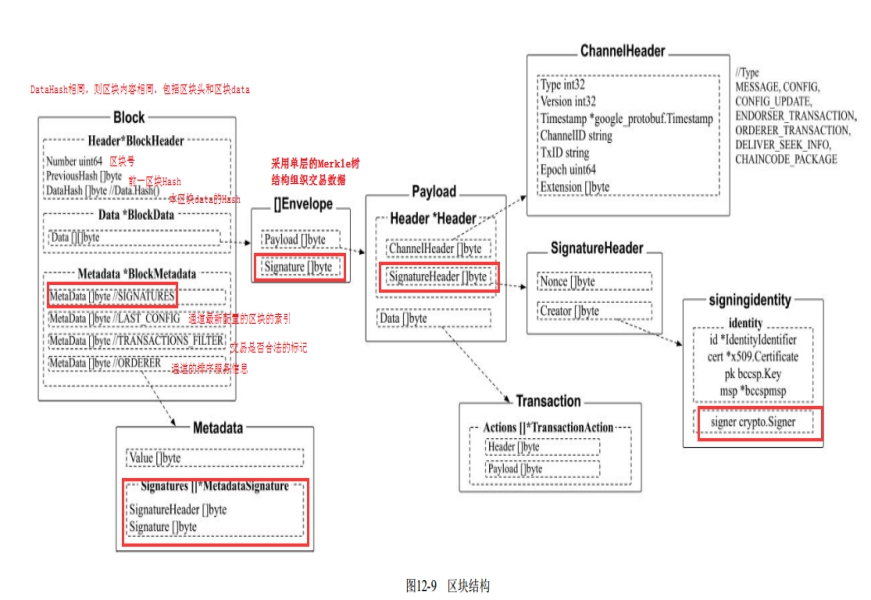 DataHash相同，则区块内容相同，包括区块头和区块data
Block
Header*BlockHeader
Number uint64 区块号
PreviousHash []byte
前一区块Hash
DataHash []byte //Data.Hash()
本区块data的Hash
Data *BlockData
Data [][]byte
Metadata *BlockMetadata
MetaData []byte //SIGNATURES
MetaData []byte //LAST_CONFIG 通道最新配置的区块的索引
MetaData []byte //TRANSACTIONS_FILTER
交易是否合法的标记
MetaData []byte //ORDERER
通道的排序服务信息
Metadata
Value []byte
Signatures []*MetadataSignature
SignatureHeader []byte
Signature []byte
采用单层的Merkle树
结构组织交易数据
[]Envelope
Payload []byte
Signature []byte
Payload
Header *Header
ChannelHeader []byte
SignatureHeader []byte
Data []byte
ChannelHeader
Type int32
Version int32
Timestamp *google_protobuf.Timestamp
ChannelID string
TxID string
Epoch uint64
Extension []byte
//Type
MESSAGE, CONFIG,
CONFIG_UPDATE,
ENDORSER_TRANSACTION,
ORDERER_TRANSACTION,
DELIVER_SEEK_INFO,
CHAINCODE_PACKAGE
SignatureHeader
Nonce []byte
Creator []byte
signingidentity
identity
id *IdentityIdentifier
cert *x509.Certificate
pk bccsp.Key
msp *bccspmsp
signer crypto.Signer
Transaction
Actions []*TransactionAction
Header []byte
Payload []byte
图12-9 区块结构